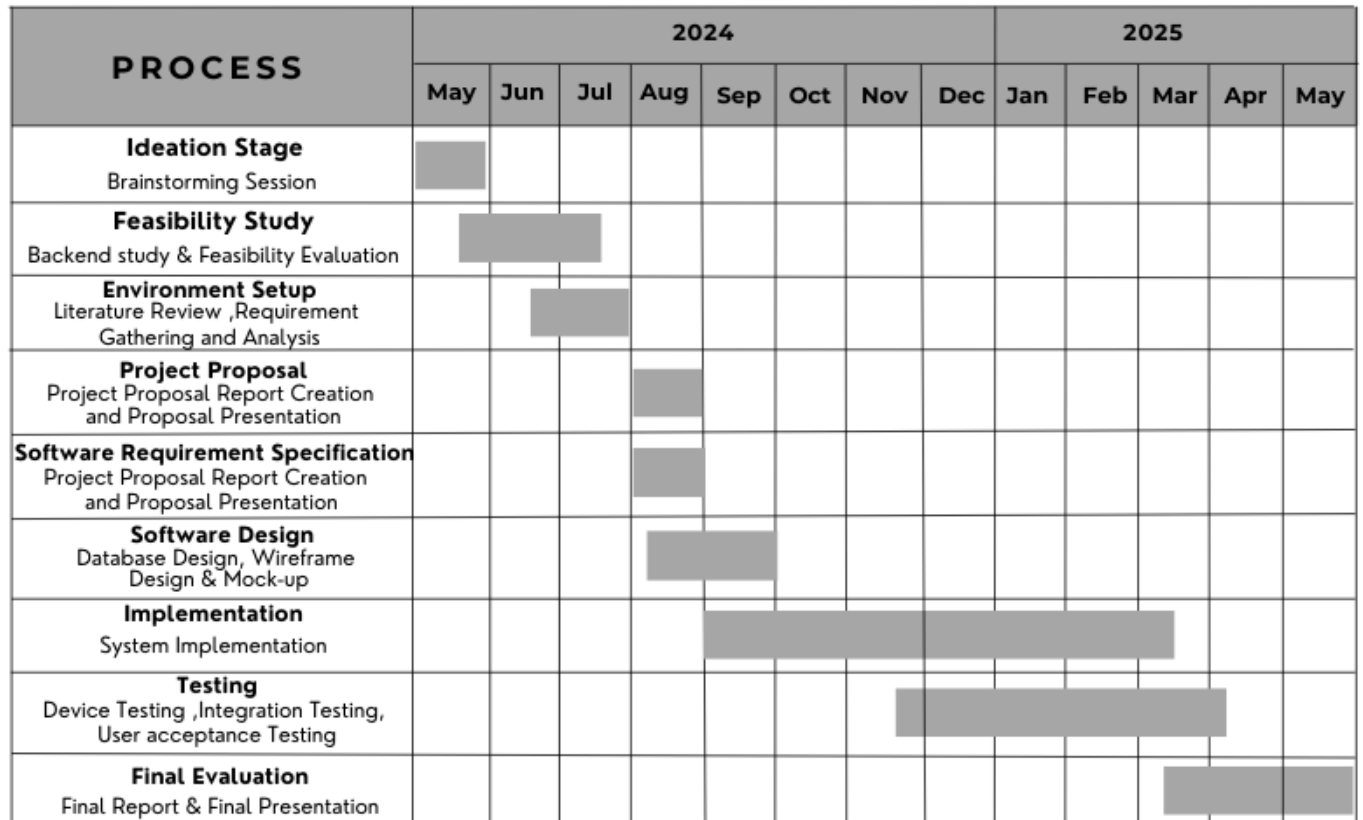 PROCESS
2024
2025
May Jun Jul Aug Sep Oct Nov Dec Jan Feb Mar Apr May
Ideation Stage
Brainstorming Session
Feasibility Study
Backend study & Feasibility Evaluation
Environment Setup
Literature Review ,Requirement
Gathering and Analysis
Project Proposal
Project Proposal Report Creation
and Proposal Presentation
Software Requirement Specification
Project Proposal Report Creation
and Proposal Presentation
Software Design
Database Design, Wireframe
Design & Mock-up
Implementation
System Implementation
Testing
Device Testing ,Integration Testing,
User acceptance Testing
Final Evaluation
Final Report & Final Presentation